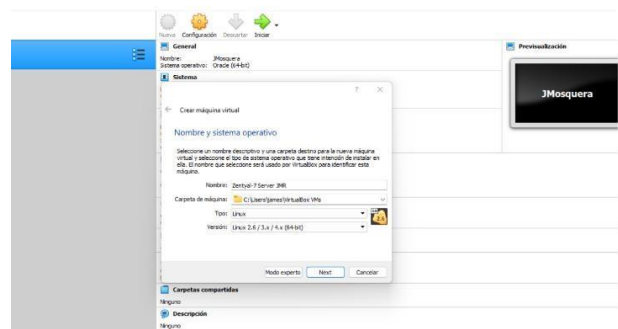 Nueva Configuración Descartar Iniciar
General
Nombre: JMosquera
Sistema operativo: Oracle (64-bit)
Sistema
Previsualización
JMosquera
? ×
← Crear máquina virtual
Nombre y sistema operativo
Seleccione un nombre descriptivo y una carpeta destino para la nueva máquina
virtual y seleccione el tipo de sistema operativo que tiene intención de instalar en
ella. El nombre que seleccione será usado por VirtualBox para identificar esta
máquina.
Nombre: Zentyal-7 Server JMR
Carpeta de máquina: C:\Users\james\VirtualBox VMs
Tipo: Linux
Versión: Linux 2.6 / 3.x / 4.x (64-bit)
2.6
Modo experto Next Cancelar
Carpetas compartidas
Ninguno
Descripción
Ninguno